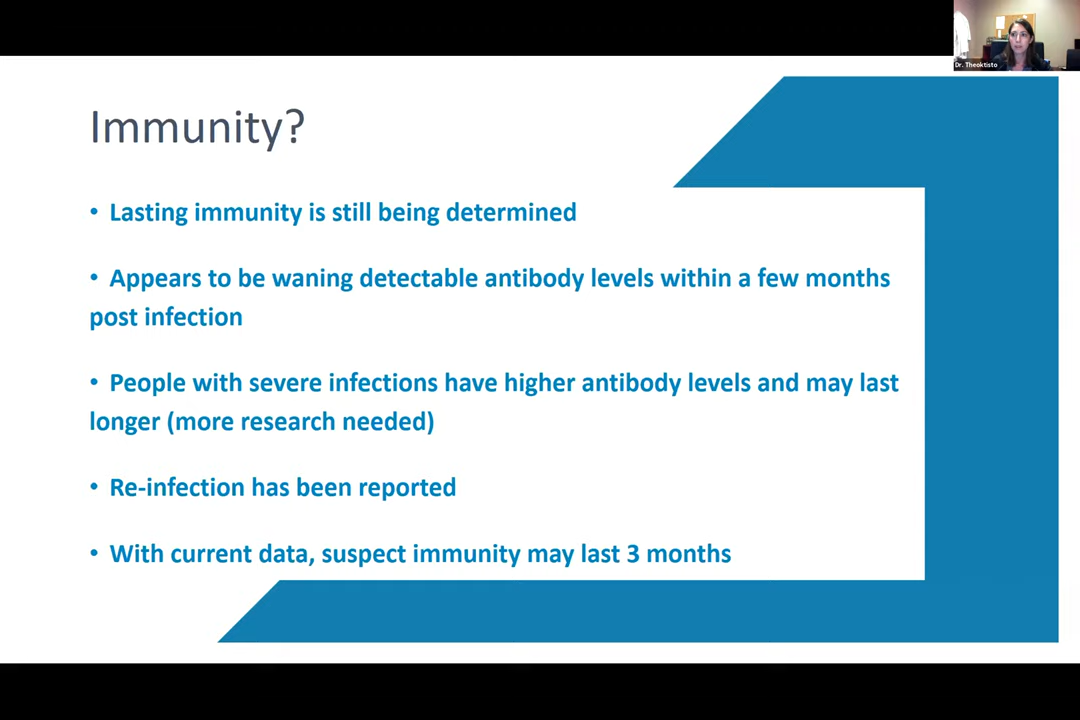 Dr. Theoktisto
Immunity?
• Lasting immunity is still being determined
• Appears to be waning detectable antibody levels within a few months
post infection
• People with severe infections have higher antibody levels and may last
longer (more research needed)
• Re-infection has been reported
• With current data, suspect immunity may last 3 months